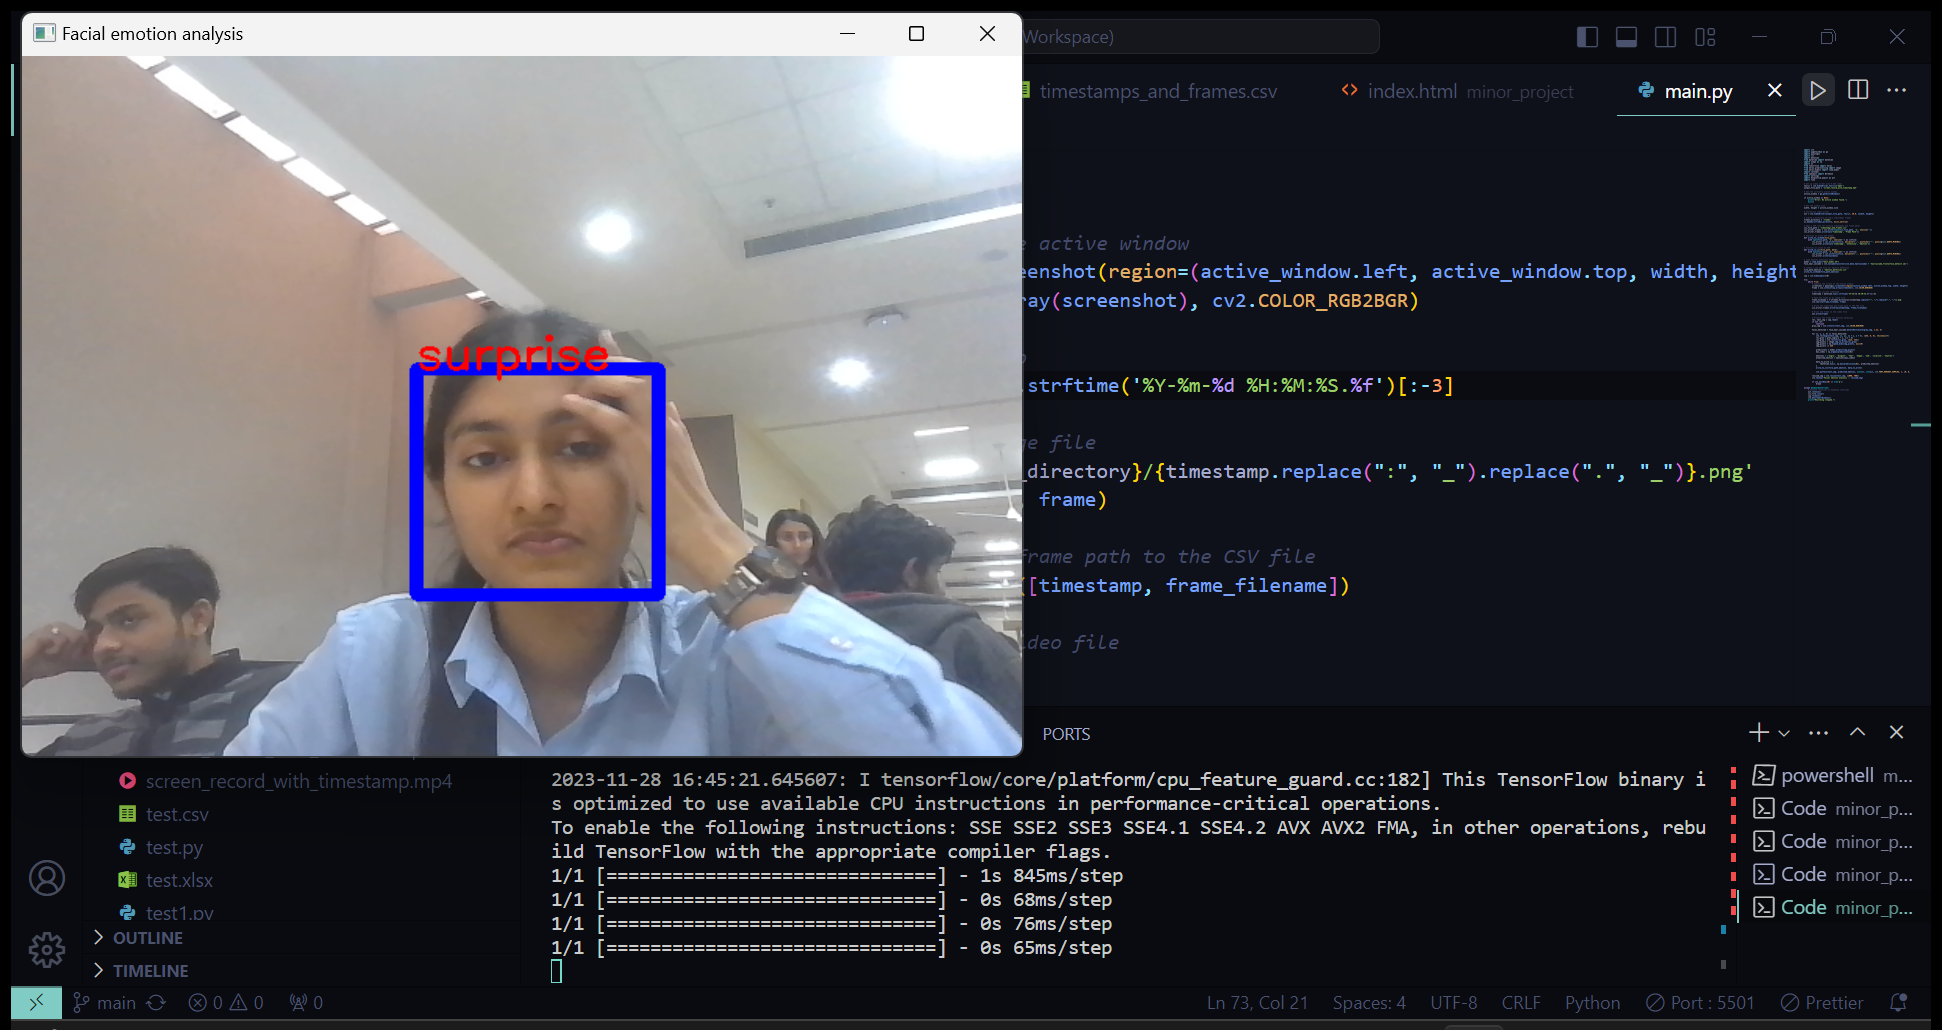 Facial emotion analysis
Workspace)
timestamps_and_frames.csv
index.html minor_project
main.py
surprise
e active window
eenshot(region=(active_window.left, active_window.top, width, height
ray(screenshot), cv2.COLOR_RGB2BGR)
.strftime('%Y-%m-%d %H:%M:%S.%f')[:-3]
ge file
_directory}/{timestamp.replace(":", "_").replace(".", "_")}.png'
frame)
frame path to the CSV file
([timestamp, frame_filename])
ideo file
PORTS
screen_record_with_timestamp.mp4
test.csv
test.py
test.xlsx
test1.py
OUTLINE
TIMELINE
2023-11-28 16:45:21.645607: I tensorflow/core/platform/cpu_feature_guard.cc:182] This TensorFlow binary i
s optimized to use available CPU instructions in performance-critical operations.
To enable the following instructions: SSE SSE2 SSE3 SSE4.1 SSE4.2 AVX AVX2 FMA, in other operations, rebu
ild TensorFlow with the appropriate compiler flags.
1/1 [==============================] - 1s 845ms/step
1/1 [==============================] - 0s 68ms/step
1/1 [==============================] - 0s 76ms/step
1/1 [==============================] - 0s 65ms/step
powershell m...
Code minor_p...
Code minor_p...
Code minor_p...
Code minor_p...
main 0 0 0
Ln 73, Col 21 Spaces: 4 UTF-8 CRLF Python Port : 5501 Prettier